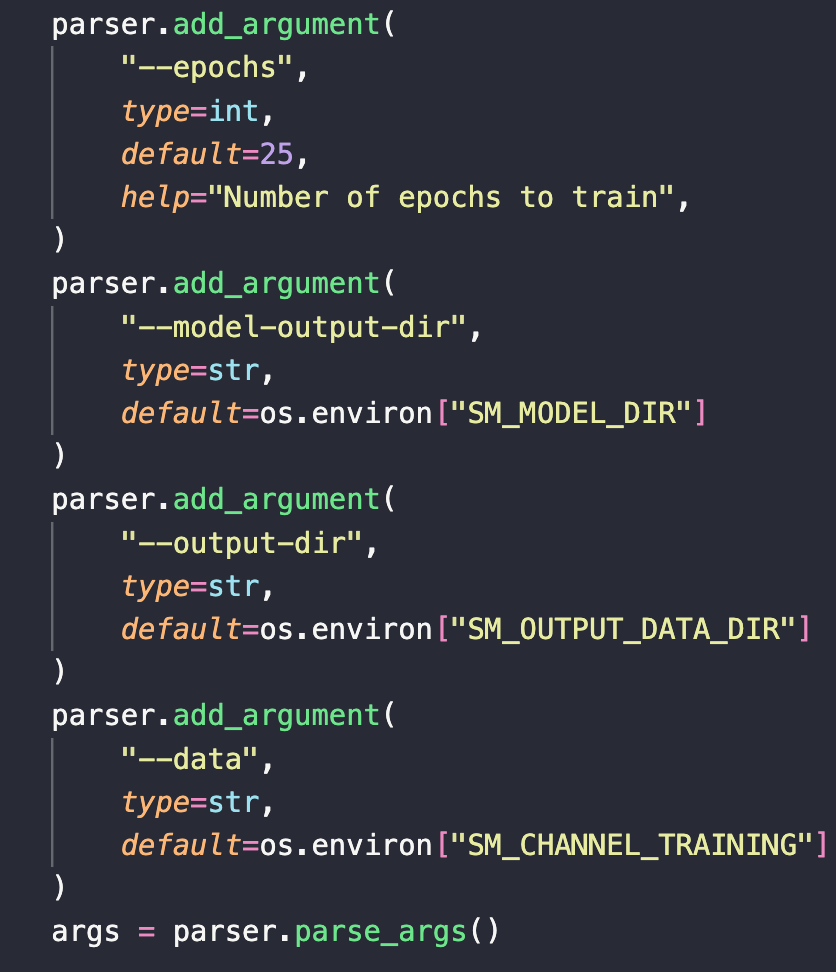 parser.add_argument(
    "--epochs",
    type=int,
    default=25,
    help="Number of epochs to train",
)
parser.add_argument(
    "--model-output-dir",
    type=str,
    default=os.environ["SM_MODEL_DIR"]
)
parser.add_argument(
    "--output-dir",
    type=str,
    default=os.environ["SM_OUTPUT_DATA_DIR"]
)
parser.add_argument(
    "--data",
    type=str,
    default=os.environ["SM_CHANNEL_TRAINING"]
)
args = parser.parse_args()